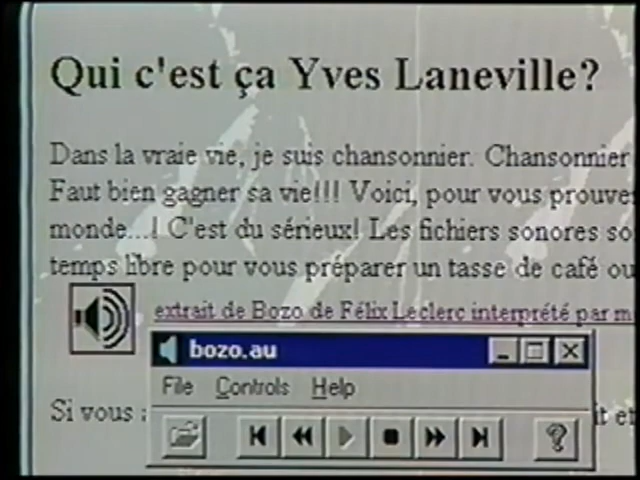 Qui c'est ça Yves Laneville?
Dans la vraie vie, je suis chansonnier. Chansonnier
Faut bien gagner sa vie!!! Voici, pour vous prouver
monde...! C'est du sérieux! Les fichiers sonores so
temps libre pour vous préparer un tasse de café ou
extrait de Bozo de Félix Leclerc interprété par m
bozo.au
File Controls Help
Si vous
it